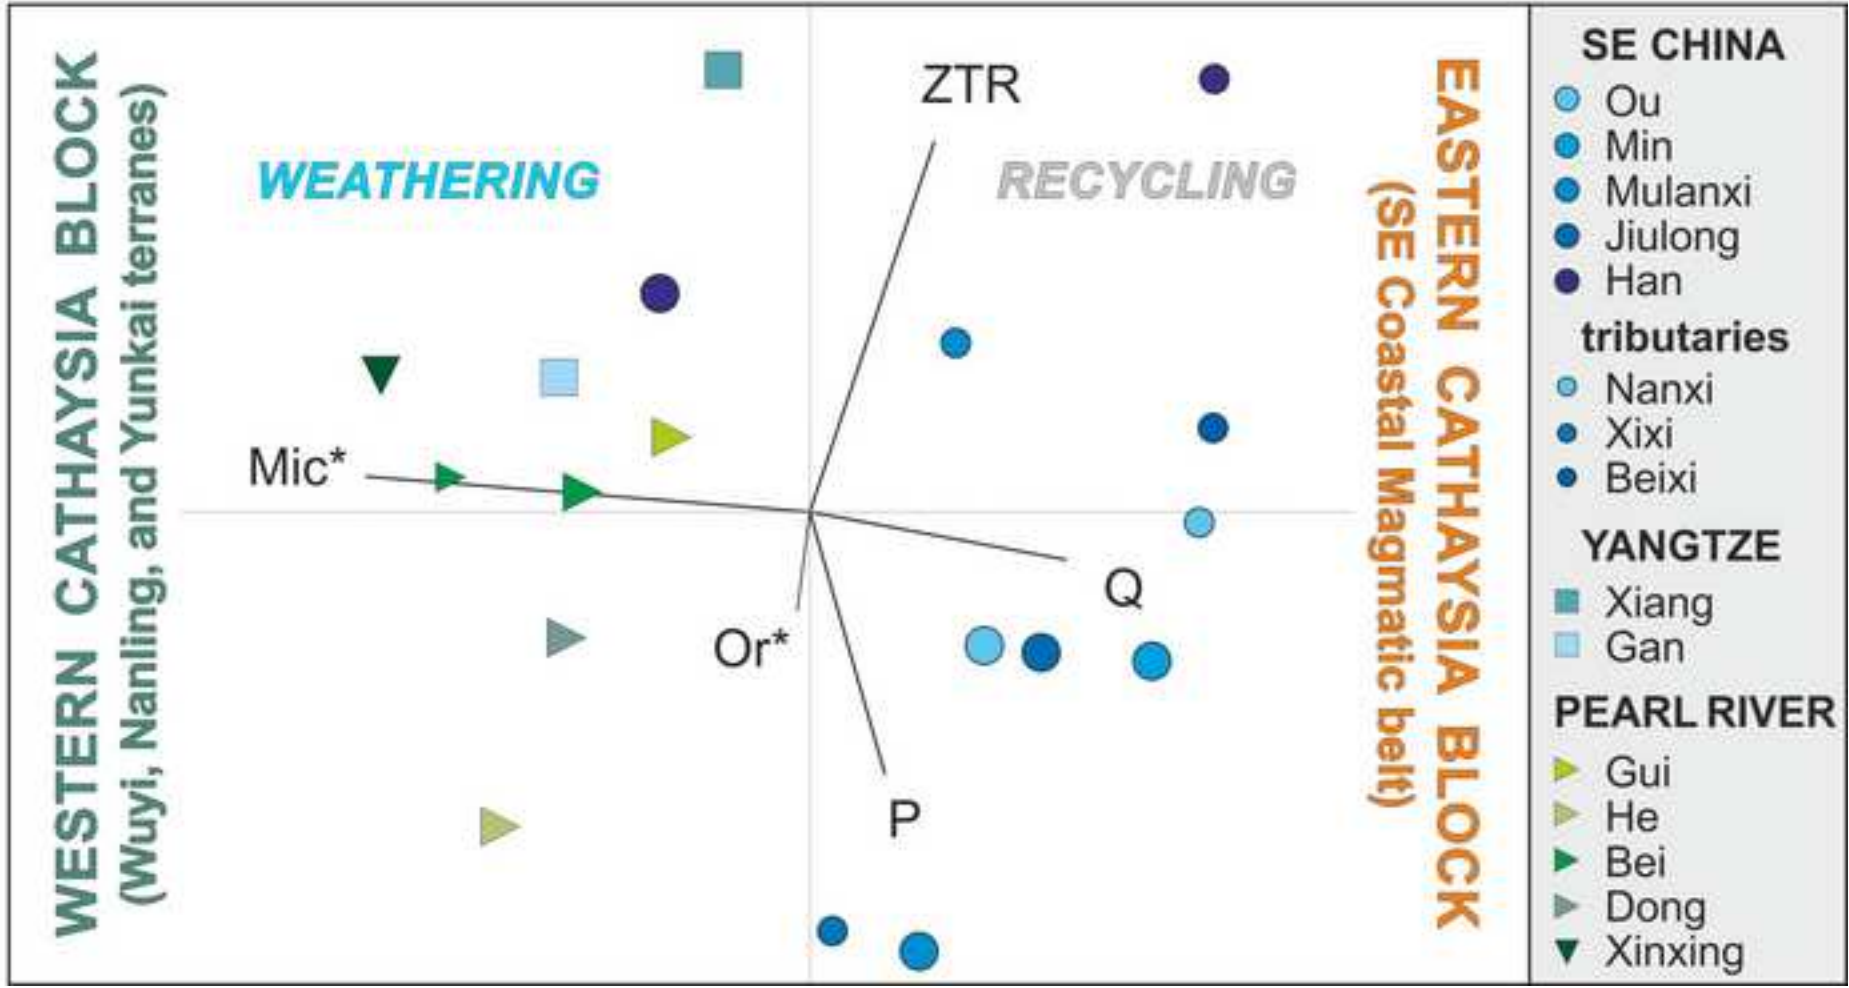 WESTERN CATHAYSIA BLOCK
(Wuyi, Nanling, and Yunkai terranes)
WEATHERING
ZTR
RECYCLING
Mic*
Q
Or*
P
EASTERN CATHAYSIA BLOCK
(SE Coastal Magmatic belt)
SE CHINA
Ou
Min
Mulanxi
Jiulong
Han
tributaries
Nanxi
Xixi
Beixi
YANGTZE
Xiang
Gan
PEARL RIVER
Gui
He
Bei
Dong
Xinxing